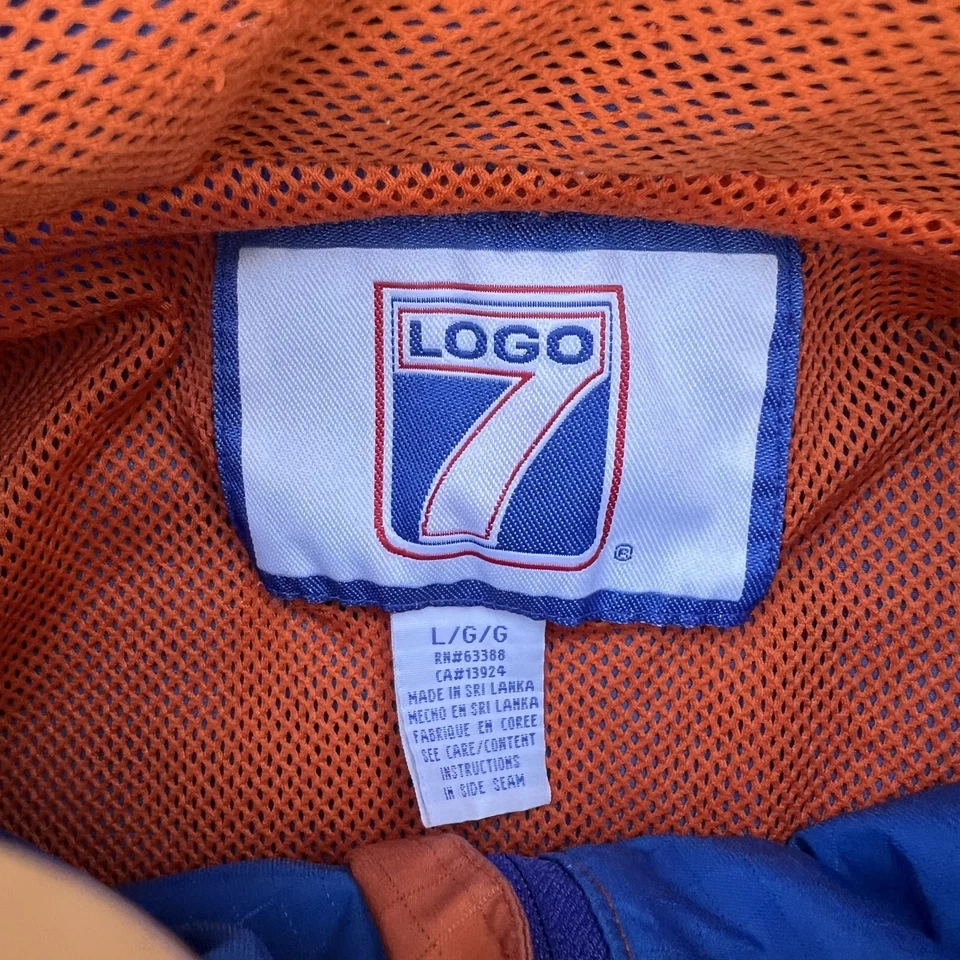 LOGO
7
®
L/G/G
RN#63388
CA#13924
MADE IN SRI LANKA
MECHO EN SRI LANKA
FABRIQUE EN COREE
SEE CARE/CONTENT
INSTRUCTIONS
IN SIDE SEAM